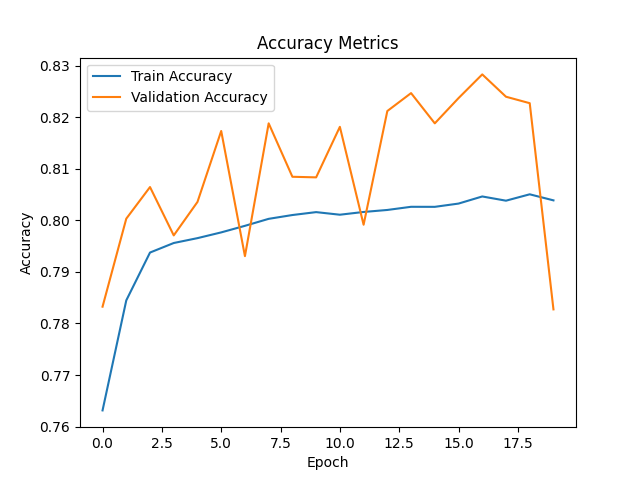 Accuracy Metrics
Train Accuracy
Validation Accuracy
0.83
0.82
0.81
0.80
0.79
0.78
0.77
0.76
Accuracy
0.0 2.5 5.0 7.5 10.0 12.5 15.0 17.5
Epoch